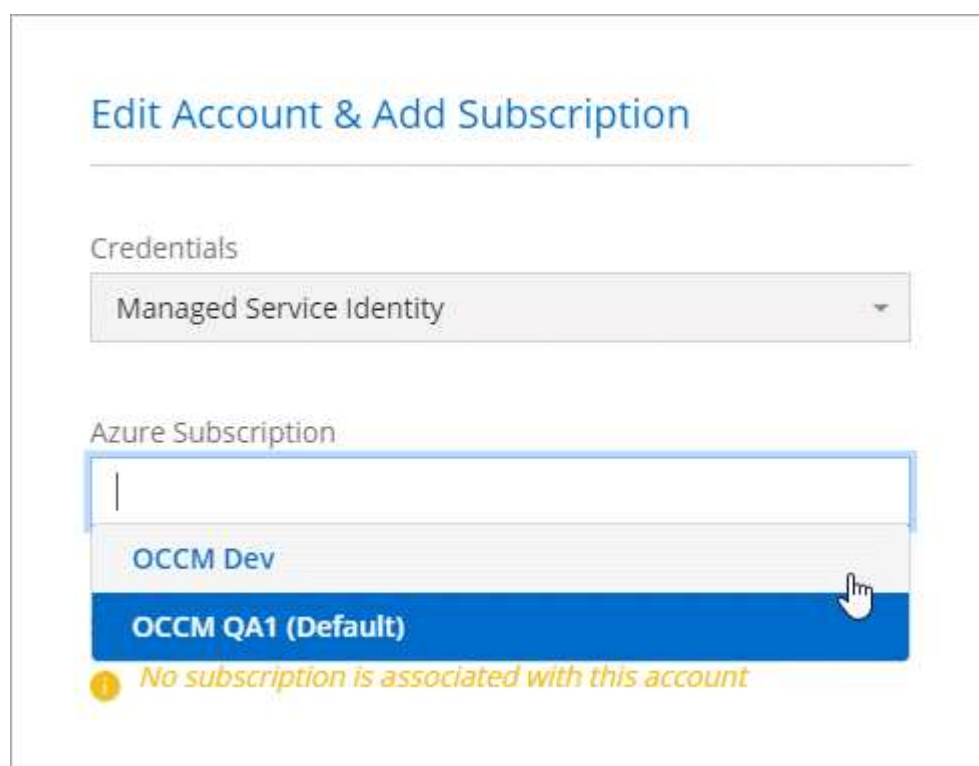 Edit Account & Add Subscription
Credentials
Managed Service Identity
Azure Subscription
OCCM Dev
OCCM QA1 (Default)
No subscription is associated with this account